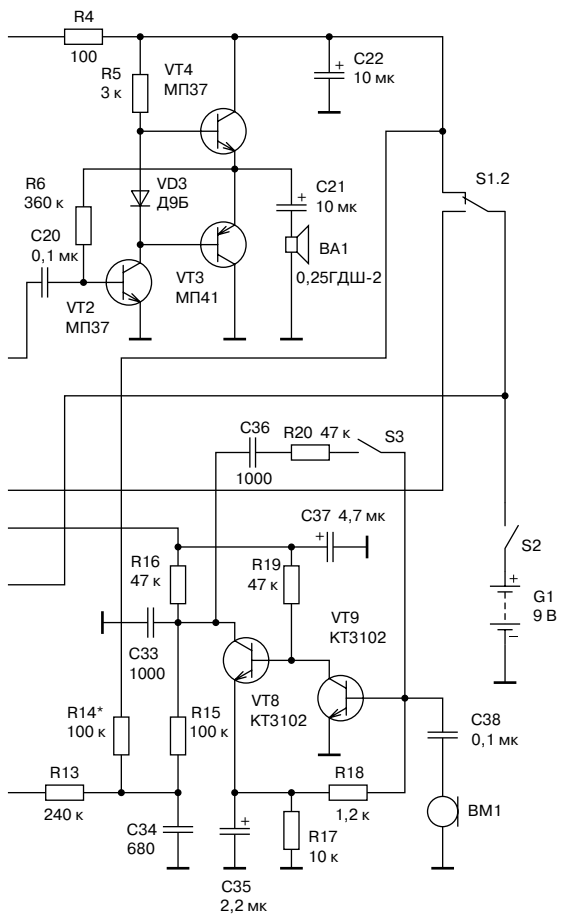 R4
100
R5
3 к
VT4
МП37
+
C22
10 мк
R6
360 к
VD3
Д9Б
+
C21
10 мк
S1.2
C20
0,1 мк
BA1
0,25ГДШ-2
VT3
МП41
VT2
МП37
C36
1000
R20 47 к
S3
C37 4,7 мк
+
S2
R16
47 к
R19
47 к
+
G1
9 В
–
C33
1000
VT9
КТ3102
VT8
КТ3102
R14*
100 к
R15
100 к
C38
0,1 мк
R13
240 к
R18
1,2 к
BM1
C34
680
+
R17
10 к
C35
2,2 мк